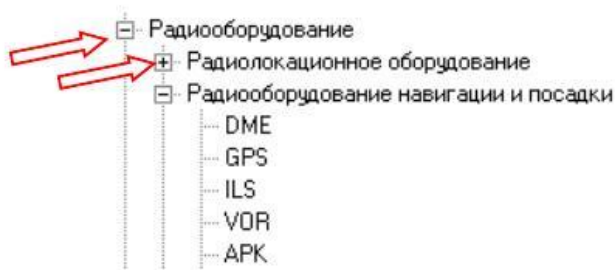 Радиооборудование
Радиолокационное оборудование
Радиооборудование навигации и посадки
DME
GPS
ILS
VOR
АРК